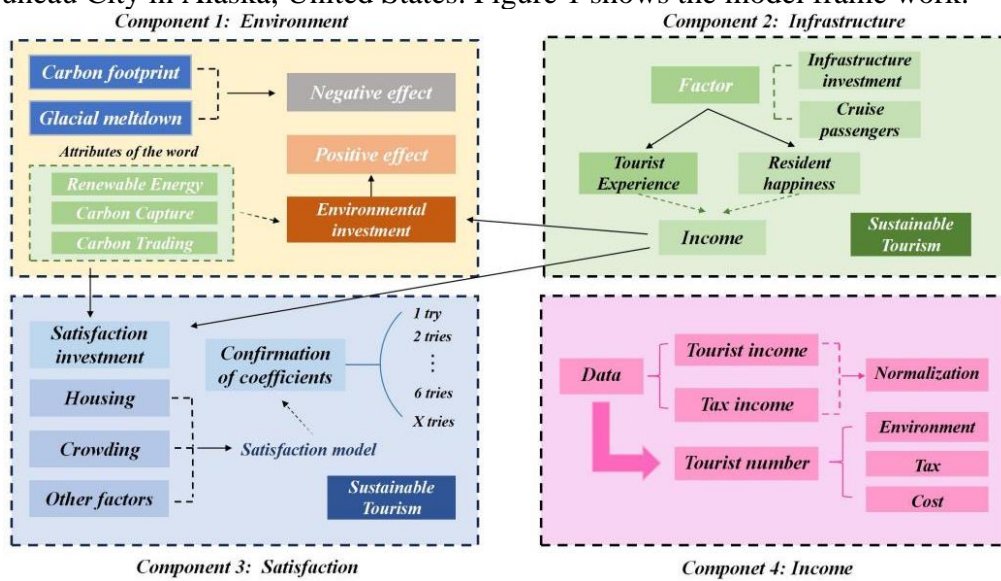 uneau City in Alaska, United States. Figure 1 shows the model frame work.
Component 1: Environment
Carbon footprint
Glacial meltdown
Negative effect
Attributes of the word
Positive effect
Renewable Energy
Carbon Capture
Carbon Trading
Environmental
investment
Component 2: Infrastructure
Factor
Infrastructure
investment
Cruise
passengers
Tourist
Experience
Resident
happiness
Income
Sustainable
Tourism
Satisfaction
investment
Housing
Crowding
Other factors
Confirmation
of coefficients
1 try
2 tries
⋮
6 tries
X tries
Satisfaction model
Sustainable
Tourism
Component 3: Satisfaction
Data
Tourist income
Tax income
Normalization
Tourist number
Environment
Tax
Cost
Componet 4: Income